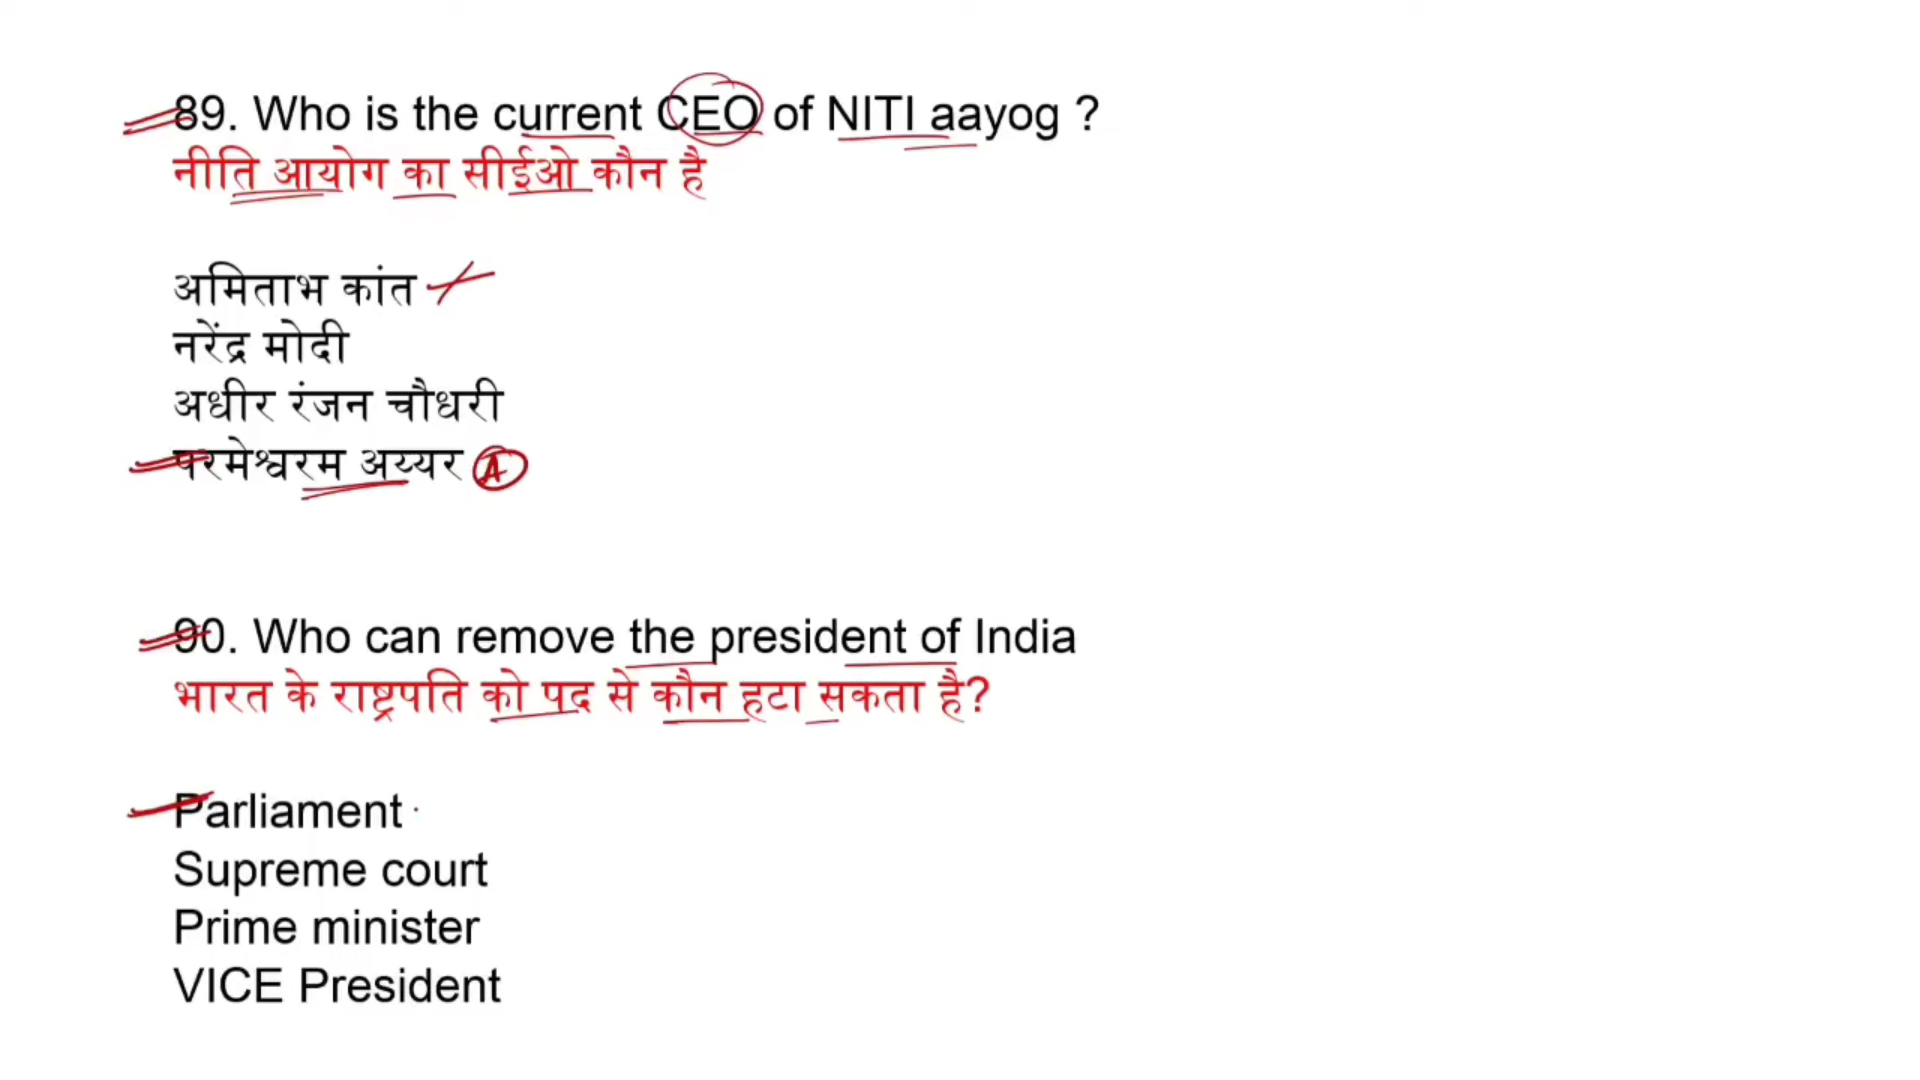 89. Who is the current CEO of NITI aayog ?
नीति आयोग का सीईओ कौन है
अमिताभ कांत
नरेंद्र मोदी
अधीर रंजन चौधरी
परमेश्वरम अय्यर A
90. Who can remove the president of India
भारत के राष्ट्रपति को पद से कौन हटा सकता है?
Parliament
Supreme court
Prime minister
VICE President